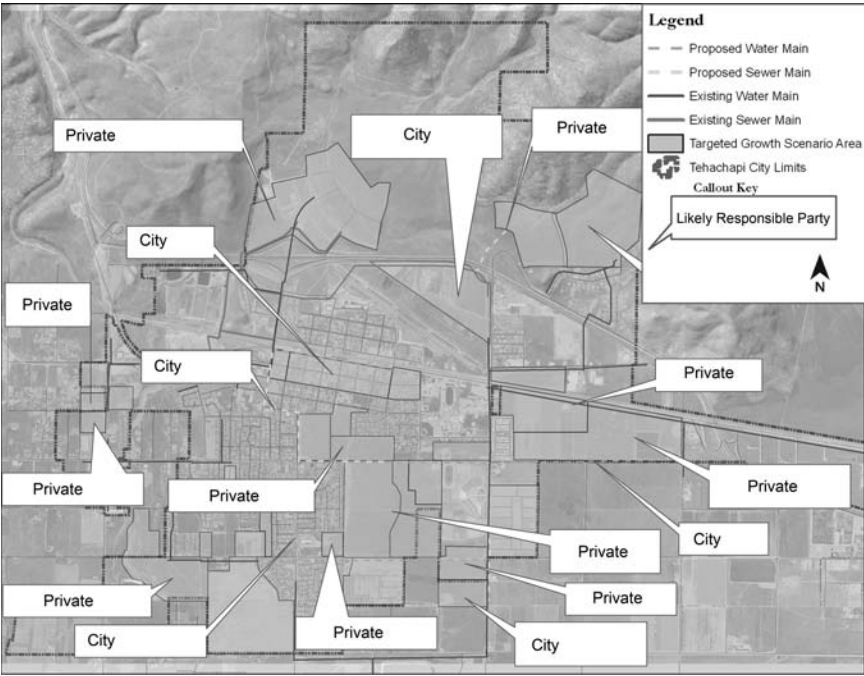 Legend
Proposed Water Main
Proposed Sewer Main
Existing Water Main
Existing Sewer Main
Targeted Growth Scenario Area
Tehachapi City Limits
Callout Key
Likely Responsible Party
N
Private
City
Private
City
Private
City
Private
Private
Private
Private
City
Private
Private
Private
Private
City
City